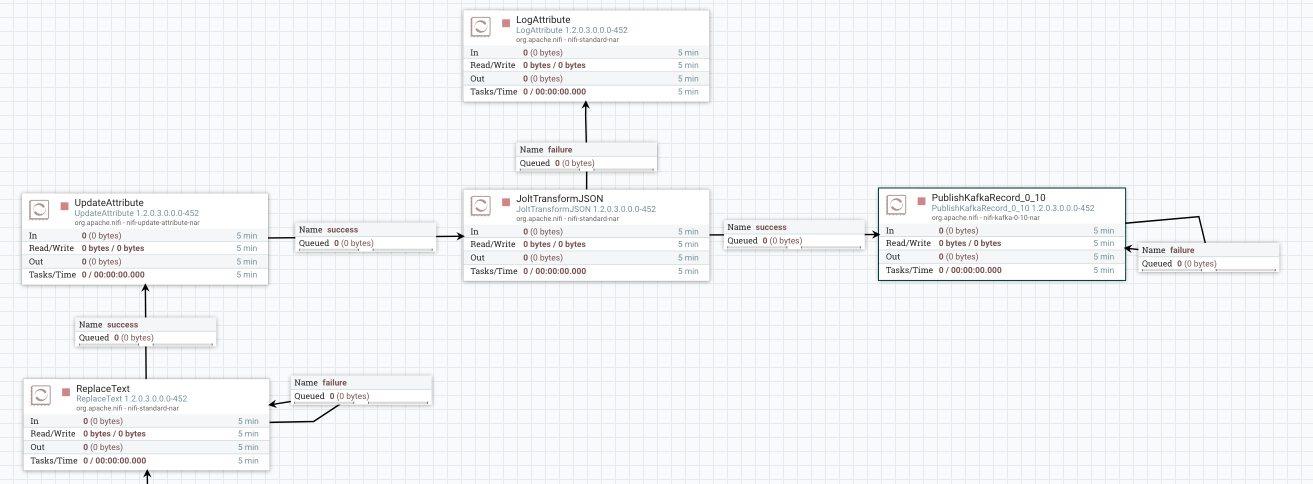 LogAttribute
LogAttribute 1.2.0.3.0.0.0-452
org.apache.nifi - nifi-standard-nar
In 0 (0 bytes) 5 min
Read/Write 0 bytes / 0 bytes 5 min
Out 0 (0 bytes) 5 min
Tasks/Time 0 / 00:00:00.000 5 min
Name failure
Queued 0 (0 bytes)
UpdateAttribute
UpdateAttribute 1.2.0.3.0.0.0-452
org.apache.nifi - nifi-update-attribute-nar
In 0 (0 bytes) 5 min
Read/Write 0 bytes / 0 bytes 5 min
Out 0 (0 bytes) 5 min
Tasks/Time 0 / 00:00:00.000 5 min
Name success
Queued 0 (0 bytes)
JoltTransformJSON
JoltTransformJSON 1.2.0.3.0.0.0-452
org.apache.nifi - nifi-standard-nar
In 0 (0 bytes) 5 min
Read/Write 0 bytes / 0 bytes 5 min
Out 0 (0 bytes) 5 min
Tasks/Time 0 / 00:00:00.000 5 min
Name success
Queued 0 (0 bytes)
PublishKafkaRecord_0_10
PublishKafkaRecord_0_10 1.2.0.3.0.0.0-452
org.apache.nifi - nifi-kafka-0-10-nar
In 0 (0 bytes) 5 min
Read/Write 0 bytes / 0 bytes 5 min
Out 0 (0 bytes) 5 min
Tasks/Time 0 / 00:00:00.000 5 min
Name failure
Queued 0 (0 bytes)
Name success
Queued 0 (0 bytes)
ReplaceText
ReplaceText 1.2.0.3.0.0.0-452
org.apache.nifi - nifi-standard-nar
In 0 (0 bytes) 5 min
Read/Write 0 bytes / 0 bytes 5 min
Out 0 (0 bytes) 5 min
Tasks/Time 0 / 00:00:00.000 5 min
Name failure
Queued 0 (0 bytes)